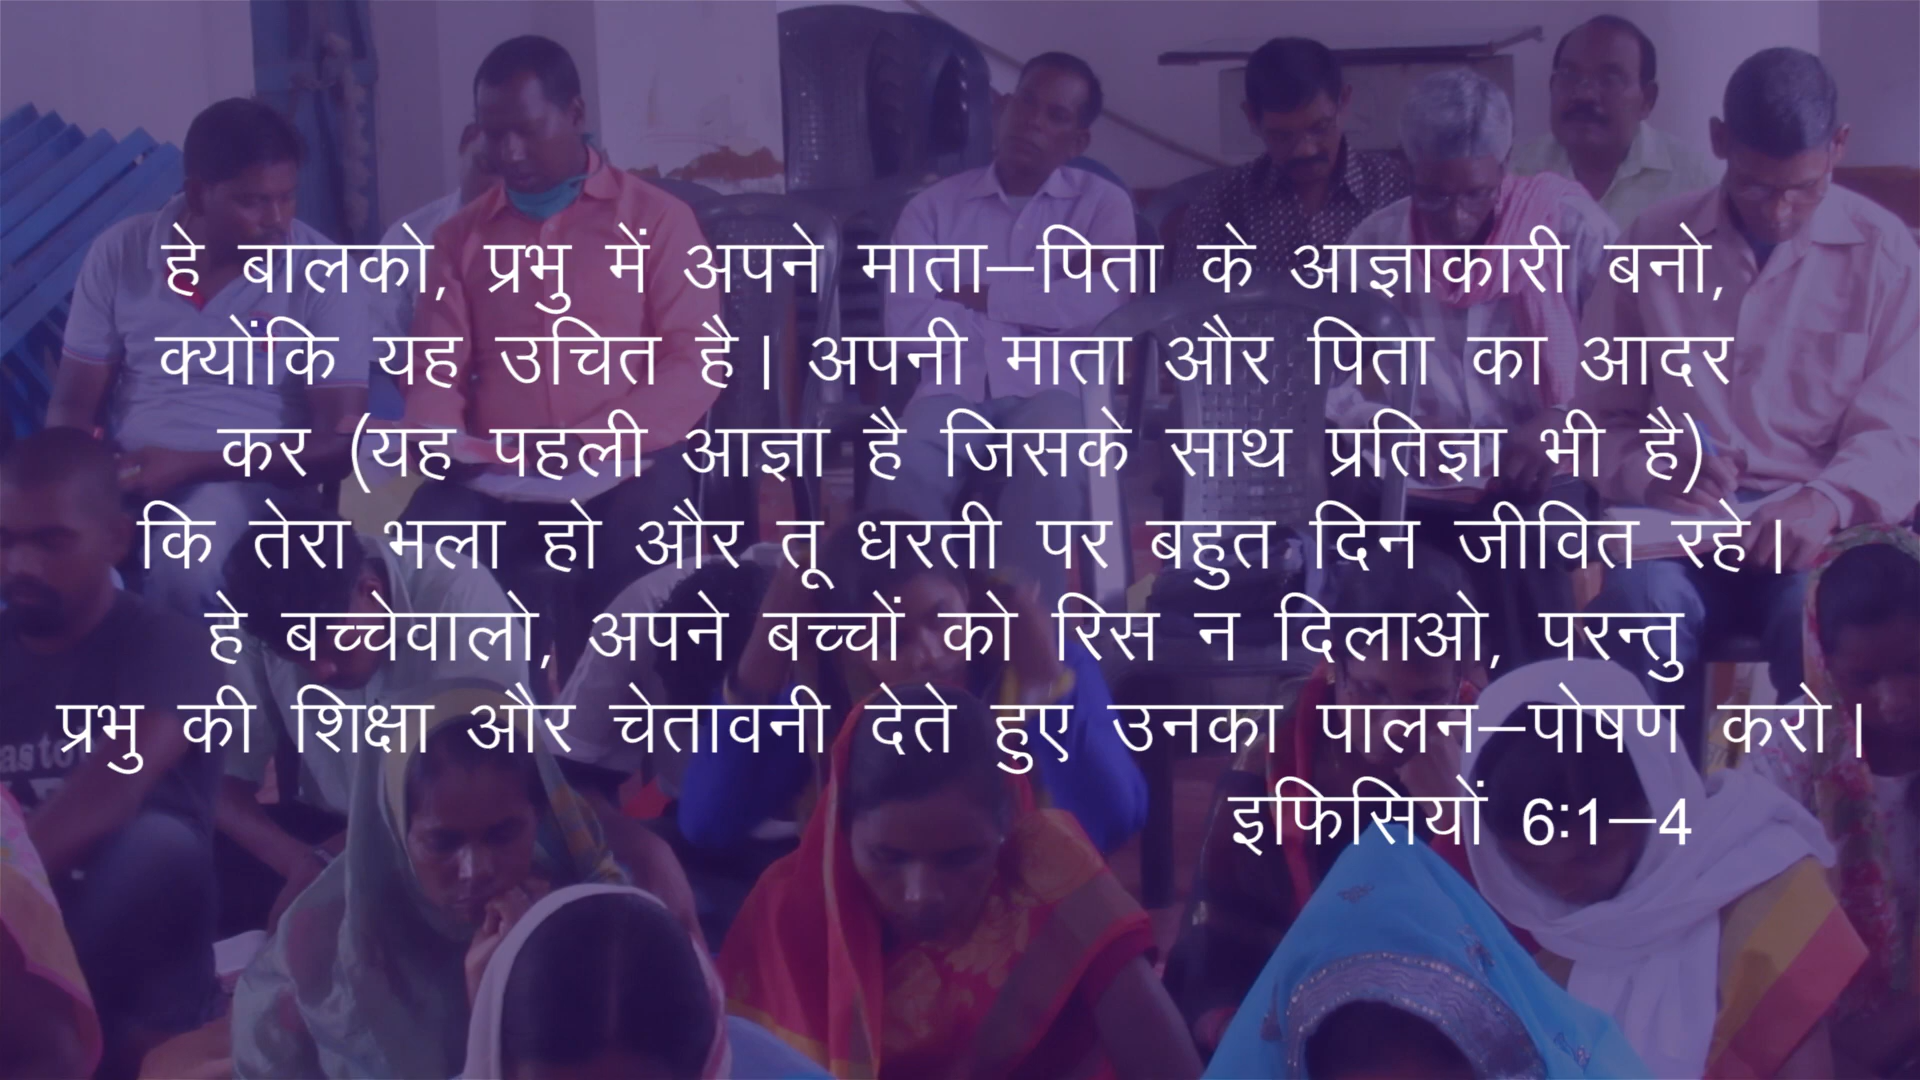 हे बालको, प्रभु में अपने माता–पिता के आज्ञाकारी बनो,
क्योंकि यह उचित है। अपनी माता और पिता का आदर
कर (यह पहली आज्ञा है जिसके साथ प्रतिज्ञा भी है)
कि तेरा भला हो और तू धरती पर बहुत दिन जीवित रहे।
हे बच्चेवालो, अपने बच्चों को रिस न दिलाओ, परन्तु
प्रभु की शिक्षा और चेतावनी देते हुए उनका पालन–पोषण करो।
इफिसियों 6:1–4